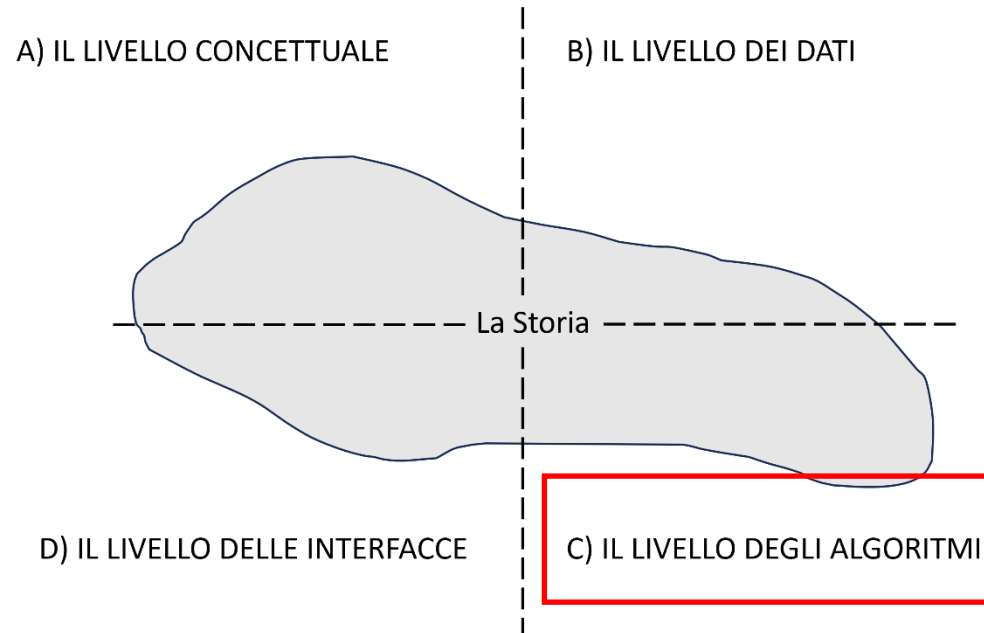 A) IL LIVELLO CONCETTUALE
B) IL LIVELLO DEI DATI
La Storia
D) IL LIVELLO DELLE INTERFACCE
C) IL LIVELLO DEGLI ALGORITMI